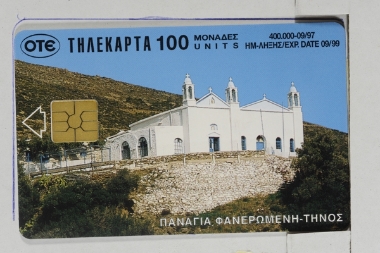 ΟΤΕ
ΤΗΛΕΚΑΡΤΑ 100 ΜΟΝΑΔΕΣ UNITS
400.000-09/97
ΗΜ-ΛΗΞΗΣ/EXP. DATE 09/99
ΠΑΝΑΓΙΑ ΦΑΝΕΡΩΜΕΝΗ-ΤΗΝΟΣ